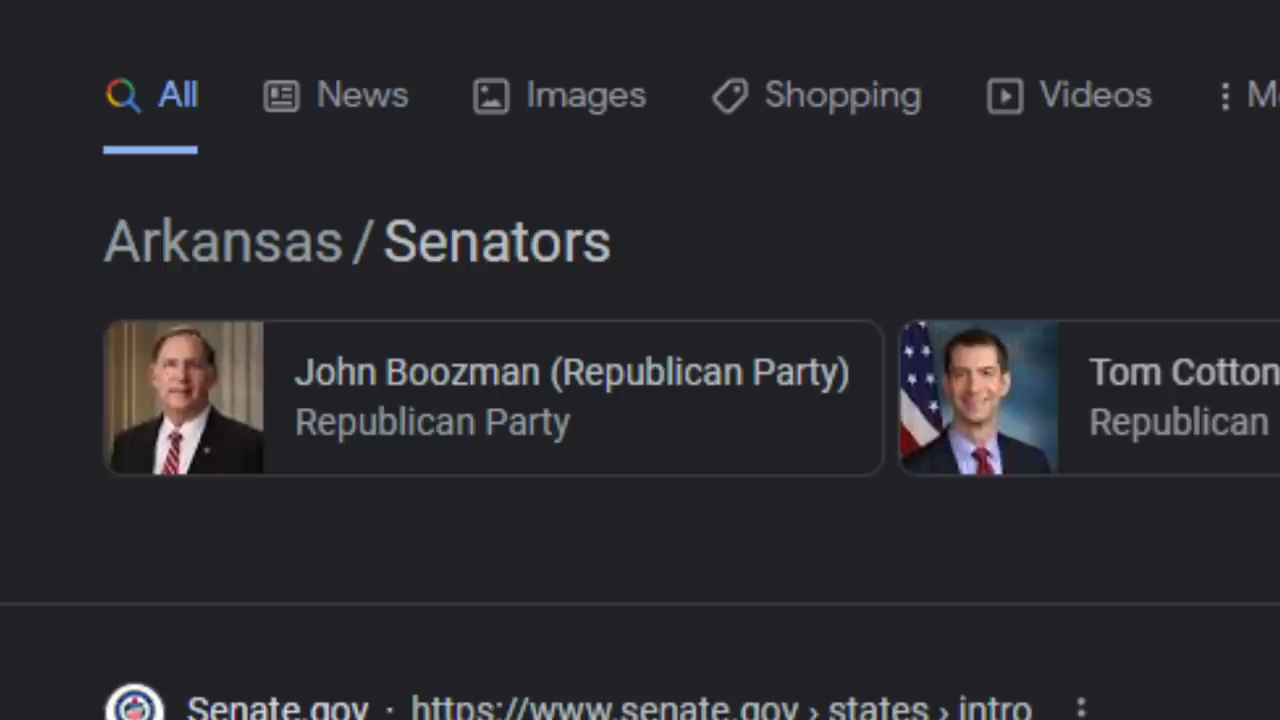 All News Images Shopping Videos
Arkansas / Senators
John Boozman (Republican Party)
Republican Party
Tom Cotton
Republican
Senate.gov · https://www.senate.gov › states › intro